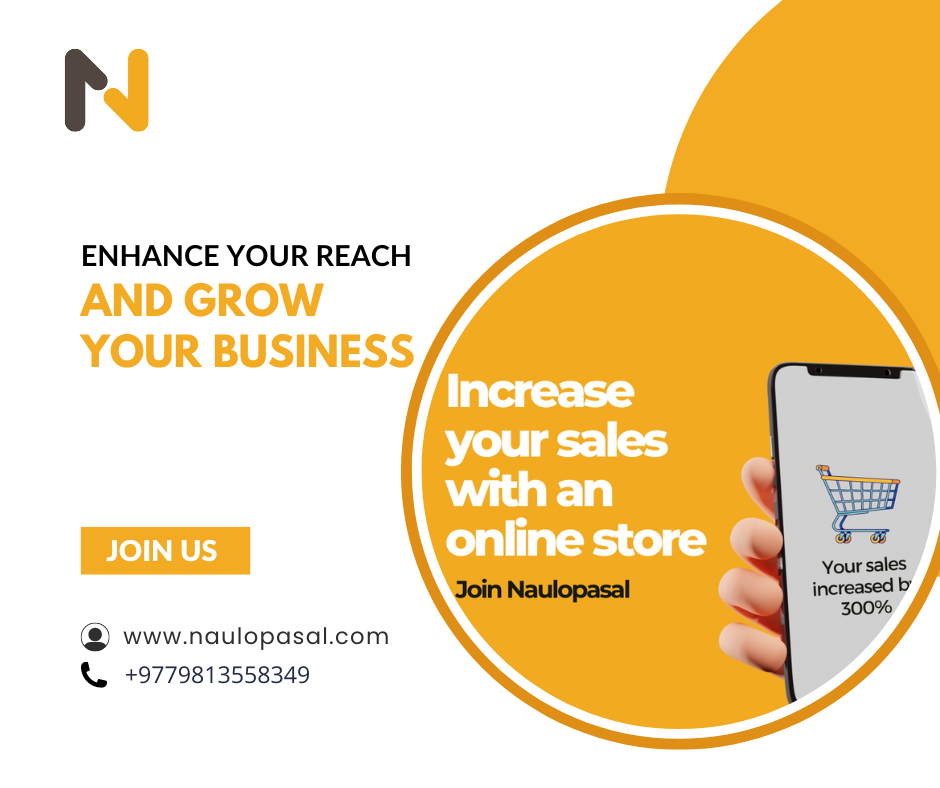 ENHANCE YOUR REACH
AND GROW
YOUR BUSINESS
Increase
your sales
with an
online store
Join Naulopasal
Your sales
increased
300%
JOIN US
www.naulopasal.com
+9779813558349